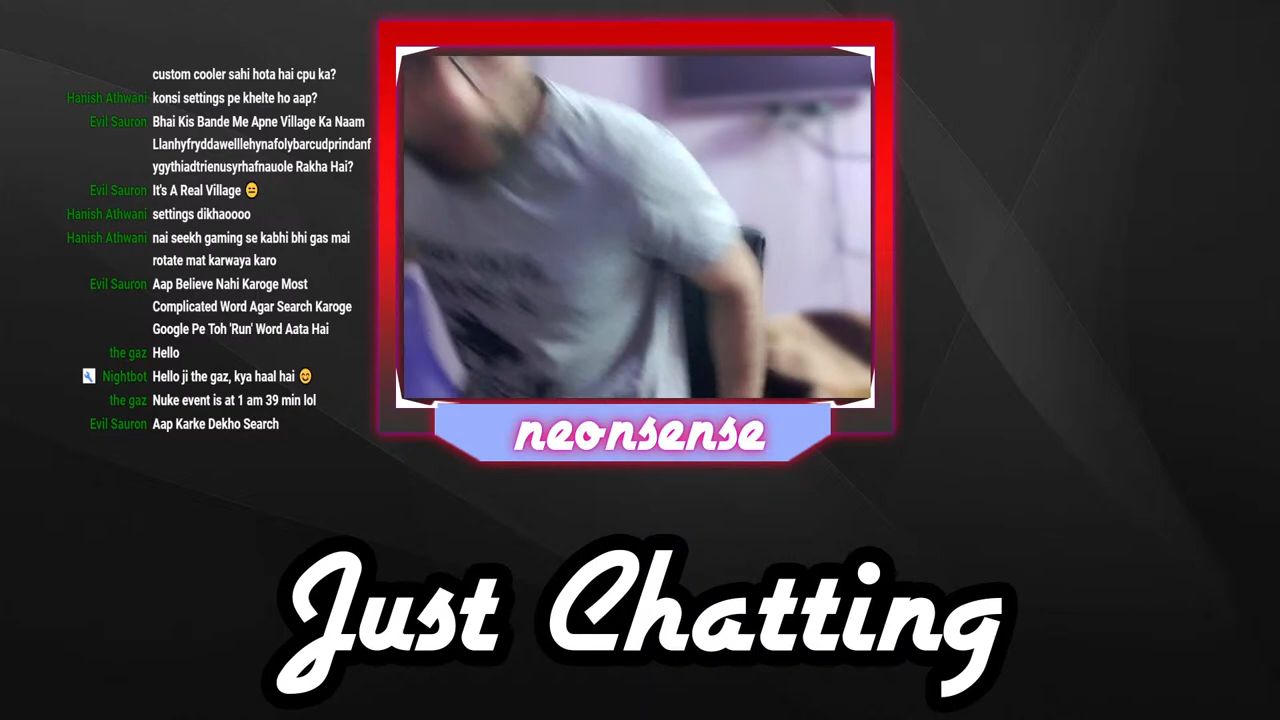 custom cooler sahi hota hai cpu ka?
Hanish Athwani konsi settings pe khelte ho aap?
Evil Sauron Bhai Kis Bande Me Apne Village Ka Naam
Llanhyfryddawelllehynafolybarcudprindanf
ygythiadtrienusyrhafnauole Rakha Hai?
Evil Sauron It's A Real Village 😑
Hanish Athwani settings dikhaoooo
Hanish Athwani nai seekh gaming se kabhi bhi gas mai
rotate mat karwaya karo
Evil Sauron Aap Believe Nahi Karoge Most
Complicated Word Agar Search Karoge
Google Pe Toh 'Run' Word Aata Hai
the gaz Hello
Nightbot Hello ji the gaz, kya haal hai 😊
the gaz Nuke event is at 1 am 39 min lol
Evil Sauron Aap Karke Dekho Search
neonsense
Just Chatting